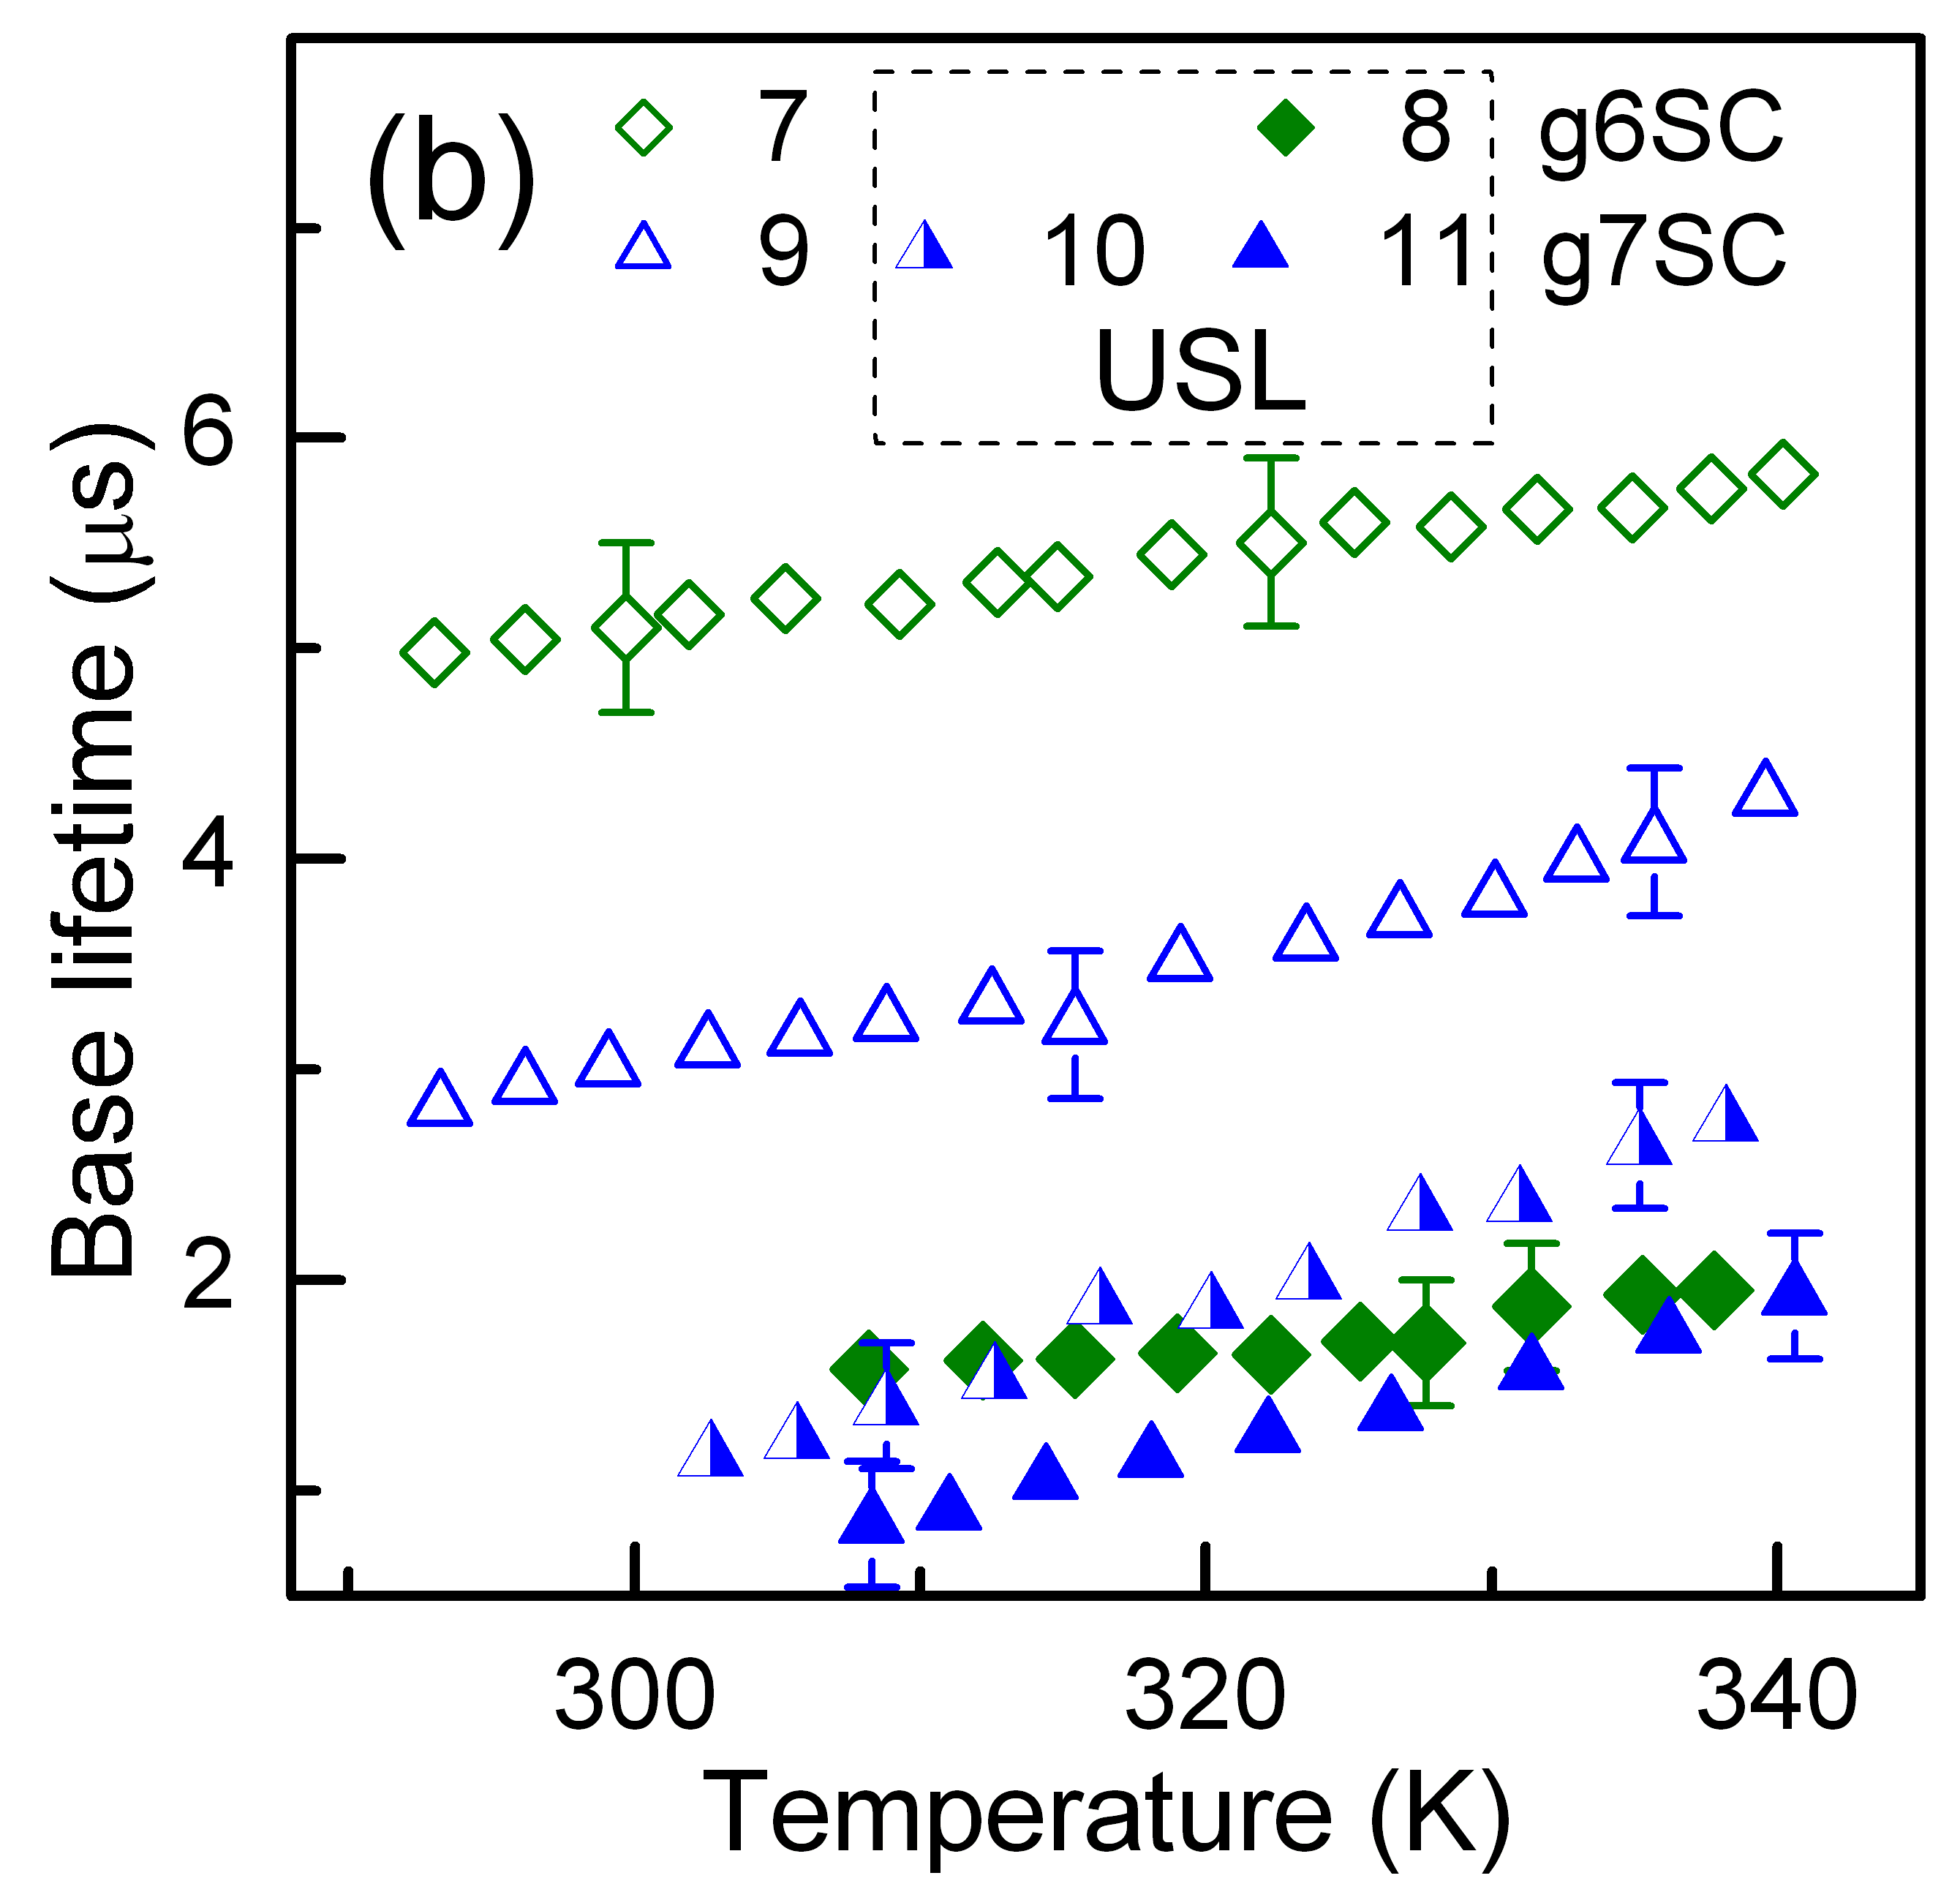 (b)
7 8 g6SC
9 10 11 g7SC
USL
6
4
2
Base lifetime (μs)
300 320 340
Temperature (K)